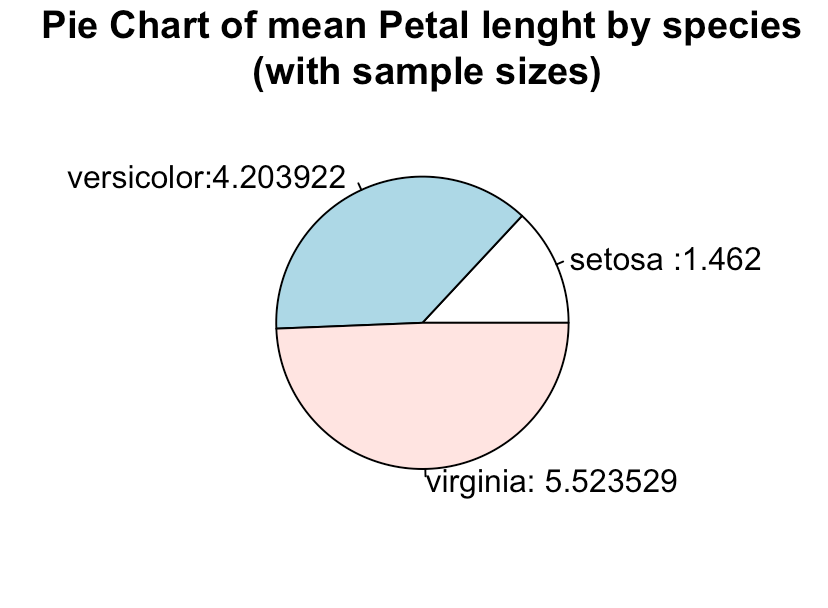 Pie Chart of mean Petal lenght by species
(with sample sizes)
versicolor:4.203922
setosa :1.462
virginia: 5.523529